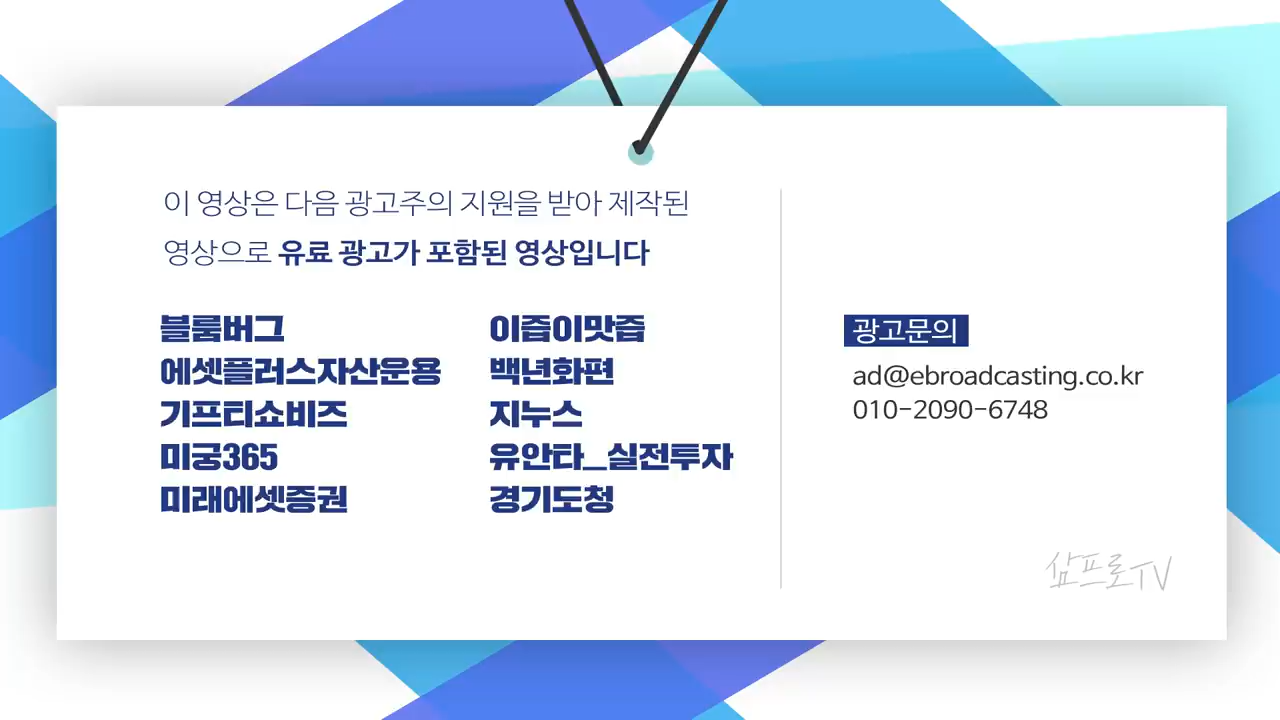 이 영상은 다음 광고주의 지원을 받아 제작된
영상으로 유료 광고가 포함된 영상입니다
블룸버그
에셋플러스자산운용
기프티쇼비즈
미궁365
미래에셋증권
이즙이맛즙
백년화편
지누스
유안타_실전투자
경기도청
광고문의
ad@ebroadcasting.co.kr
010-2090-6748
삼프로TV